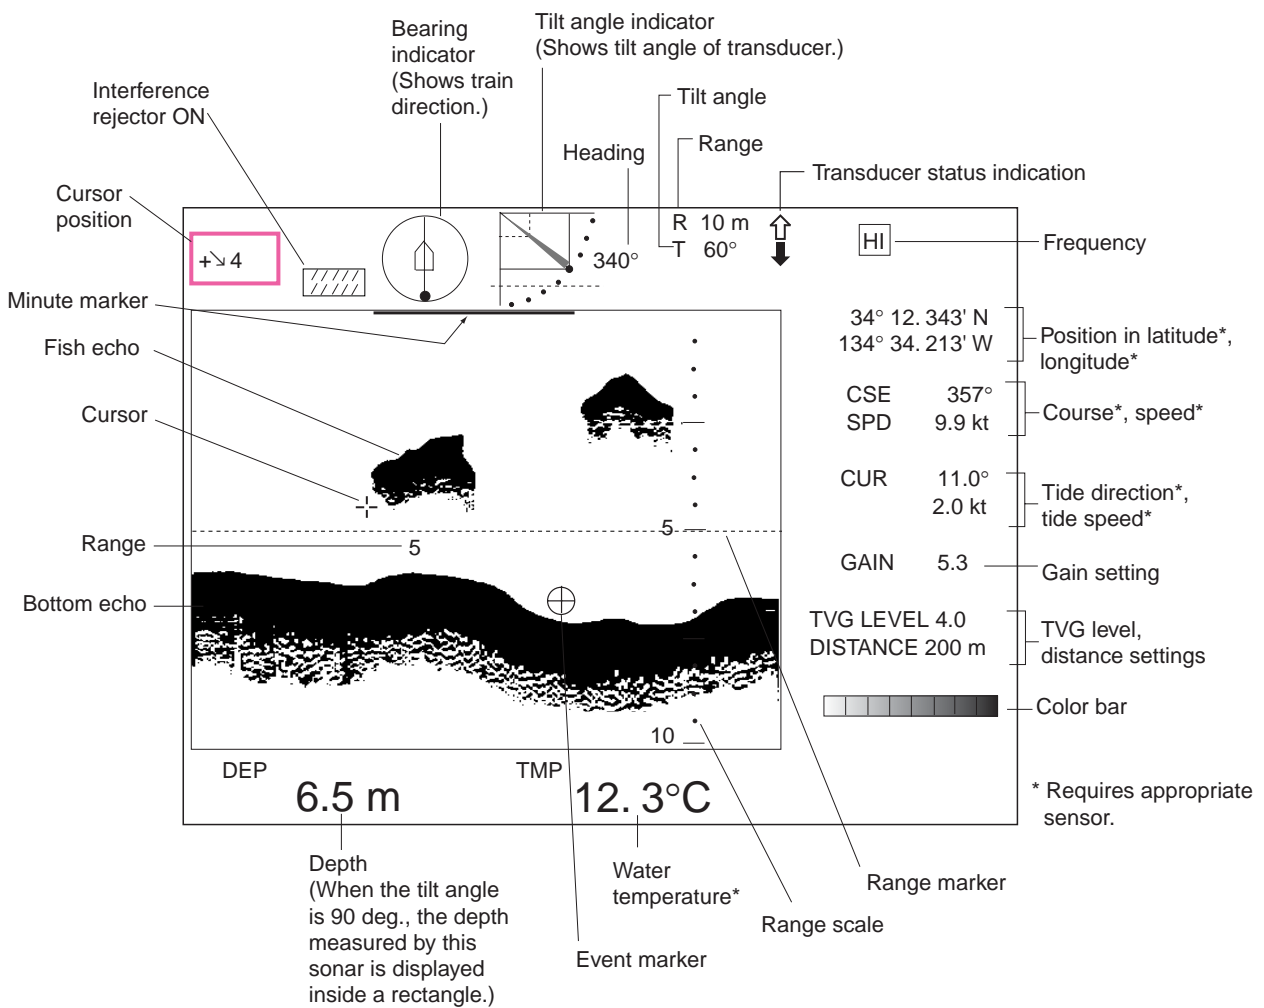 Bearing
indicator
(Shows train
direction.)
Tilt angle indicator
(Shows tilt angle of transducer.)
Interference
rejector ON
Tilt angle
Heading
Range
Transducer status indication
Cursor
position
+↘ 4
340°
R 10 m
T 60°
HI
Frequency
Minute marker
Fish echo
Cursor
Range
Bottom echo
5
5
10
34° 12. 343' N
134° 34. 213' W
Position in latitude*,
longitude*
CSE 357°
SPD 9.9 kt
Course*, speed*
CUR 11.0°
2.0 kt
Tide direction*,
tide speed*
GAIN 5.3
Gain setting
TVG LEVEL 4.0
DISTANCE 200 m
TVG level,
distance settings
Color bar
DEP
6.5 m
TMP
12. 3°C
* Requires appropriate
sensor.
Depth
(When the tilt angle
is 90 deg., the depth
measured by this
sonar is displayed
inside a rectangle.)
Water
temperature*
Range marker
Range scale
Event marker